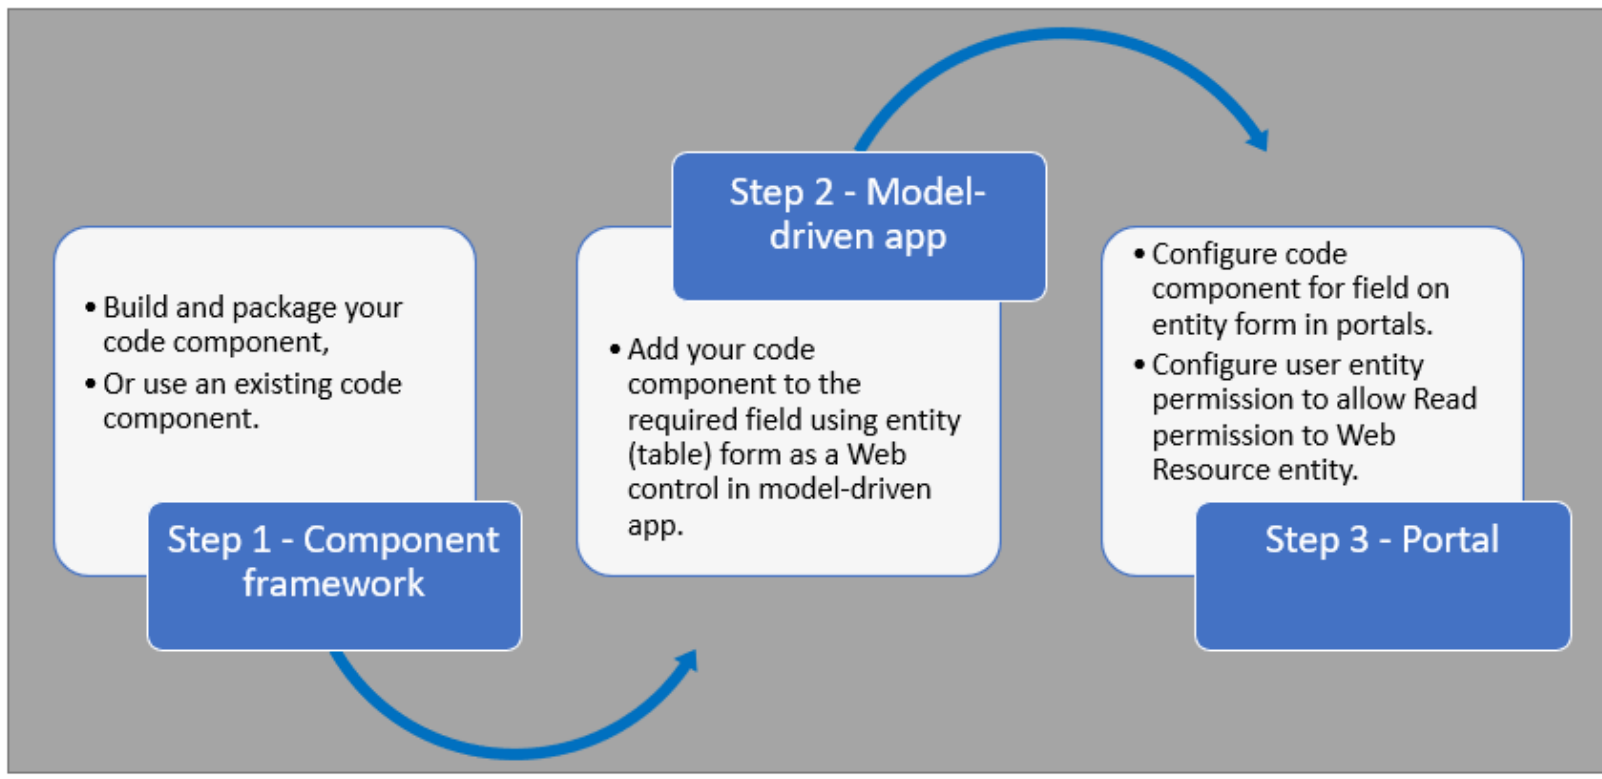 • Build and package your
code component,
• Or use an existing code
component.
Step 1 - Component
framework
Step 2 - Model-
driven app
• Add your code
component to the
required field using entity
(table) form as a Web
control in model-driven
app.
• Configure code
component for field on
entity form in portals.
• Configure user entity
permission to allow Read
permission to Web
Resource entity.
Step 3 - Portal